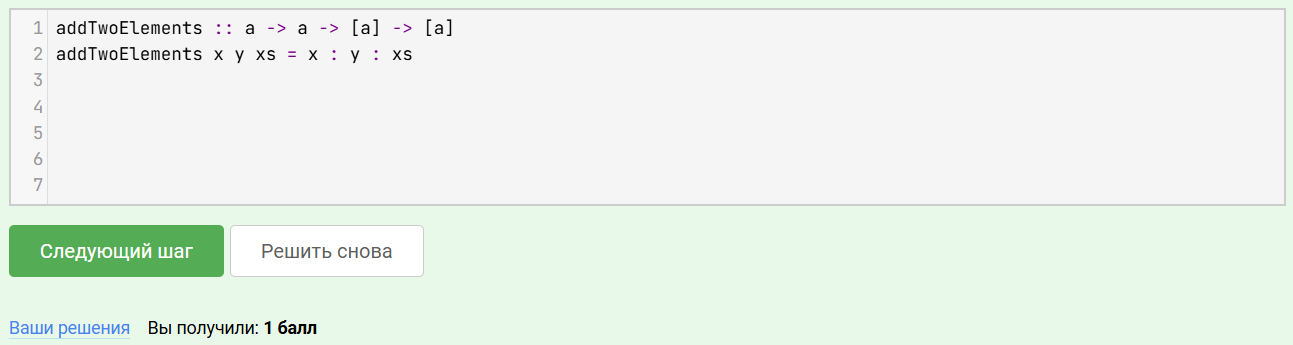 1 addTwoElements :: a -> a -> [a] -> [a]
2 addTwoElements x y xs = x : y : xs
3
4
5
6
7
Следующий шаг Решить снова
Ваши решения Вы получили: 1 балл